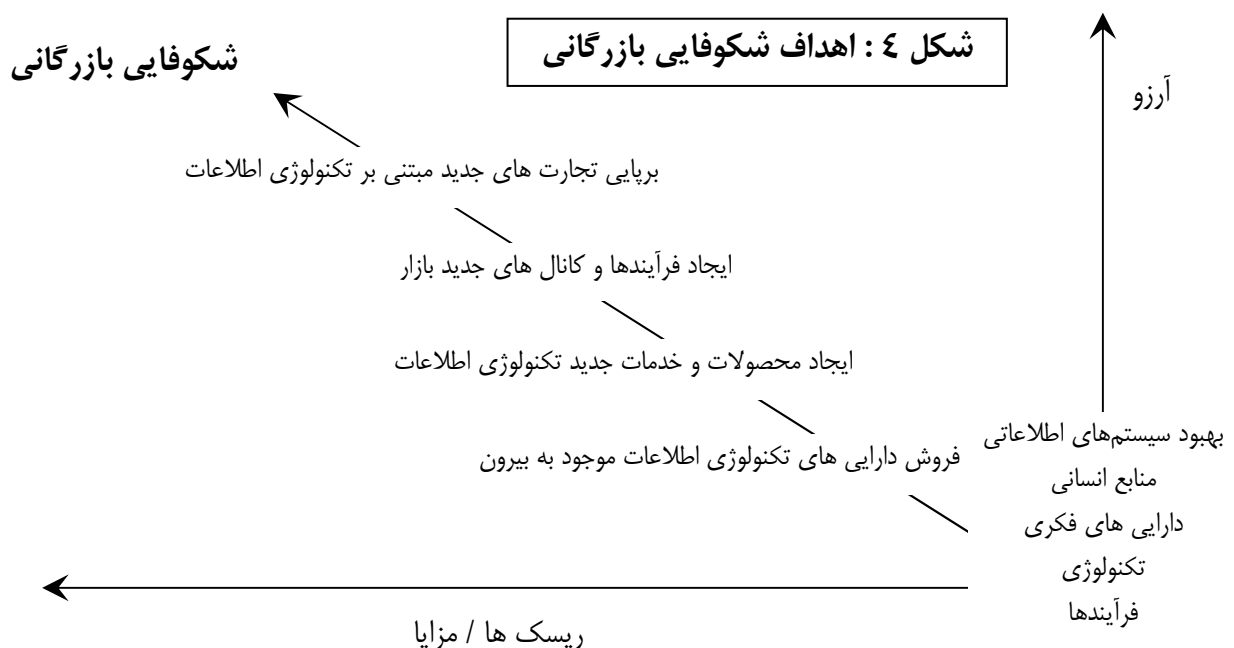 شکل ٤ : اهداف شکوفایی بازرگانی
شکوفایی بازرگانی
آرزو
برپایی تجارت های جدید مبتنی بر تکنولوژی اطلاعات
ایجاد فرآیندها و کانال های جدید بازار
ایجاد محصولات و خدمات جدید تکنولوژی اطلاعات
فروش دارایی های تکنولوژی اطلاعات موجود به بیرون
بهبود سیستم‌های اطلاعاتی
منابع انسانی
دارایی های فکری
تکنولوژی
فرآیندها
ریسک ها / مزایا